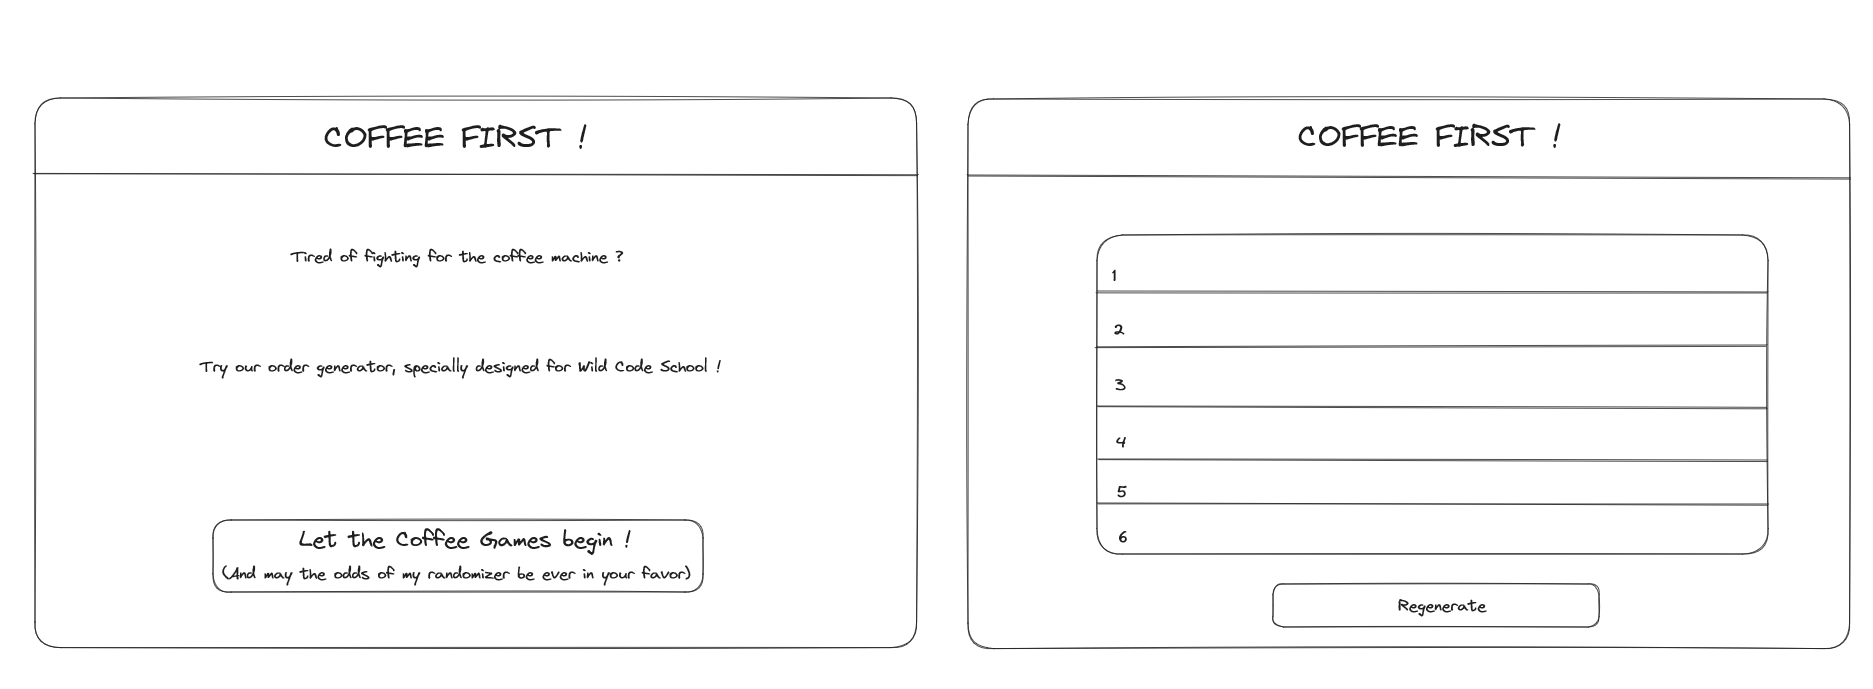 COFFEE FIRST !
Tired of fighting for the coffee machine ?
Try our order generator, specially designed for Wild Code School !
Let the Coffee Games begin !
(And may the odds of my randomizer be ever in your favor)
COFFEE FIRST !
1
2
3
4
5
6
Regenerate